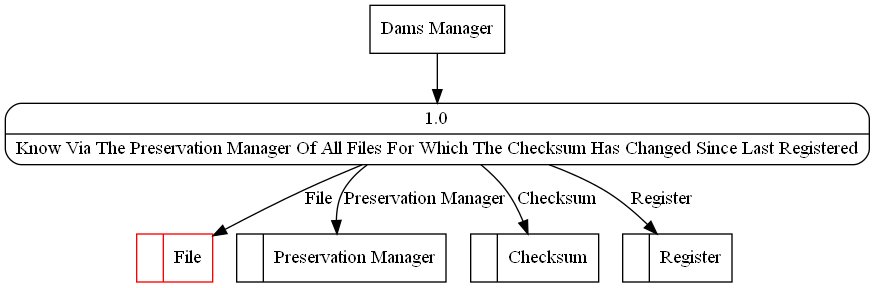 Dams Manager
1.0
Know Via The Preservation Manager Of All Files For Which The Checksum Has Changed Since Last Registered
File
Preservation Manager
Checksum
Register
File
Preservation Manager
Checksum
Register